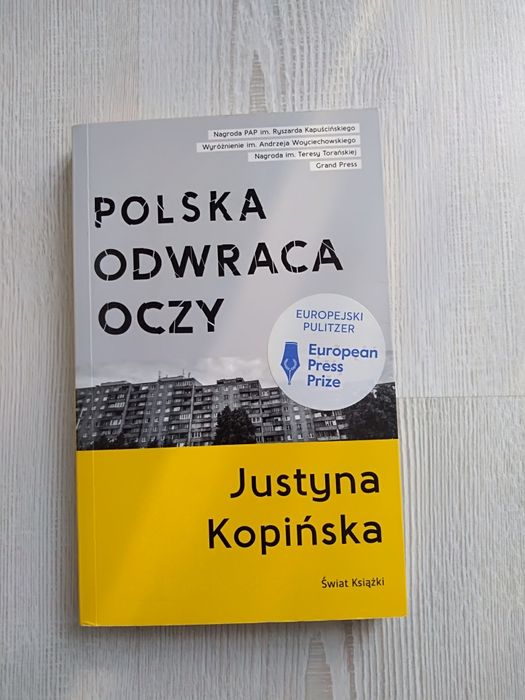 Nagroda PAP im. Ryszarda Kapuścińskiego
Wyróżnienie im. Andrzeja Woyciechowskiego
Nagroda im. Teresy Torańskiej
Grand Press
POLSKA
ODWRACA
OCZY
EUROPEJSKI
PULITZER
European
Press
Prize
Justyna
Kopińska
Świat Książki